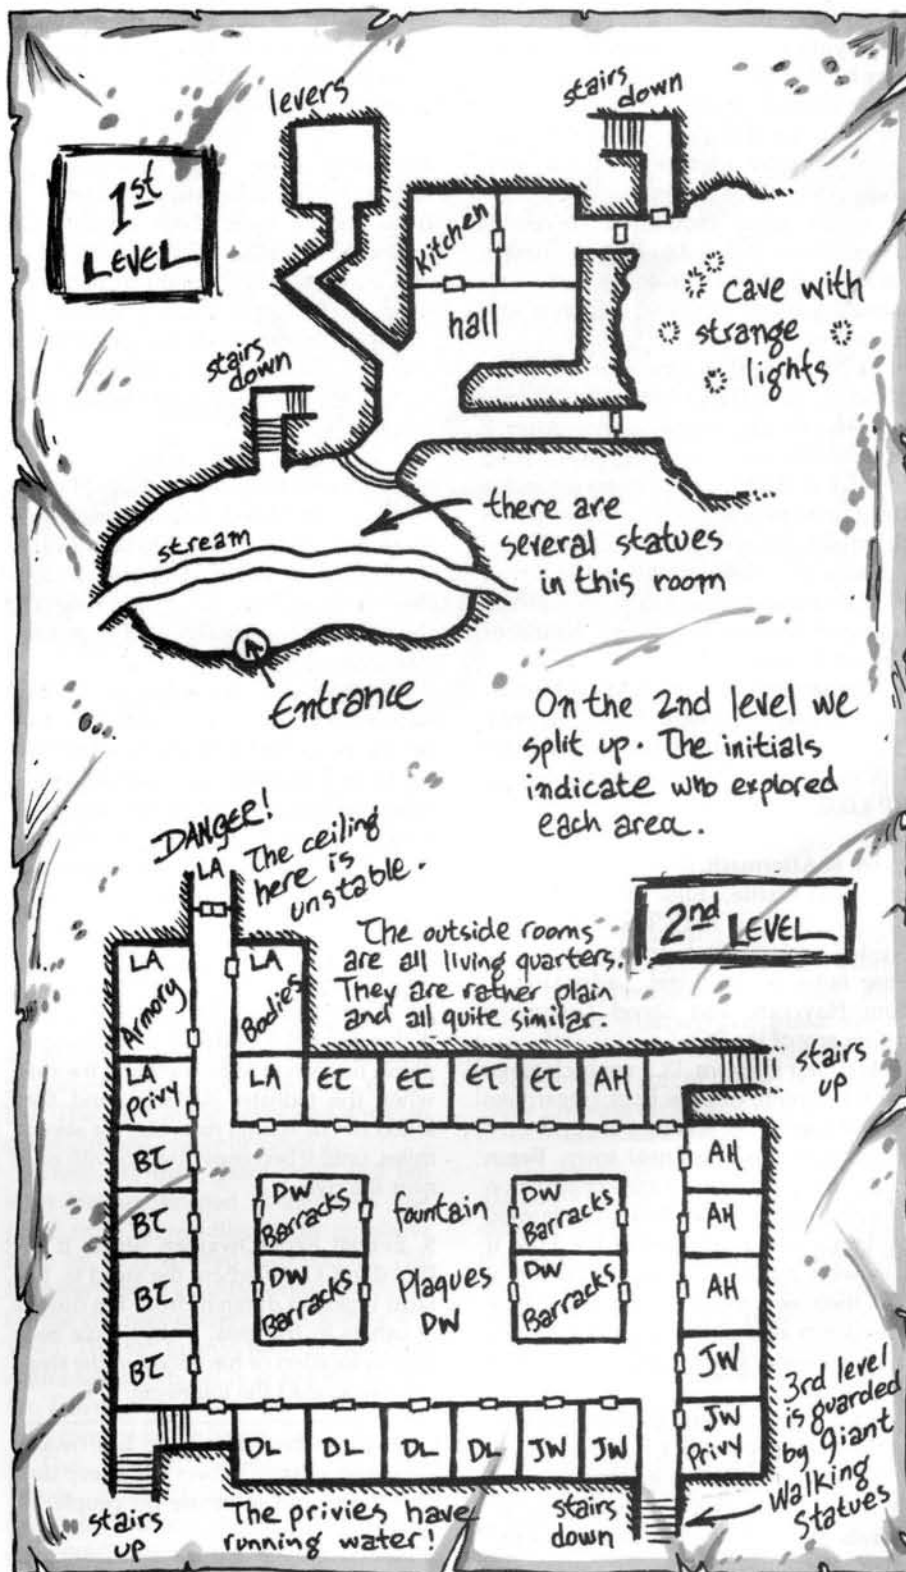 levers
stairs
down
1st
LEVEL
Kitchen
hall
cave with
strange
lights
stairs
down
there are
several statues
in this room
stream
A
Entrance
On the 2nd level we
split up. The initials
indicate who explored
each area.
DANGER!
The ceiling
here is
unstable.
LA
2nd LEVEL
The outside rooms
are all living quarters.
They are rather plain
and all quite similar.
LA
Armory
LA
Bodies
LA
Privy
LA
ET
ET
ET
ET
AH
stairs
up
BT
BT
BT
BT
DW
Barracks
DW
Barracks
fountain
Plaques
DW
DW
Barracks
DW
Barracks
AH
AH
AH
JW
JW
Privy
DL
DL
DL
DL
JW
JW
3rd level
is guarded
by giant
Walking
Statues
stairs
up
The privies have
running water!
stairs
down